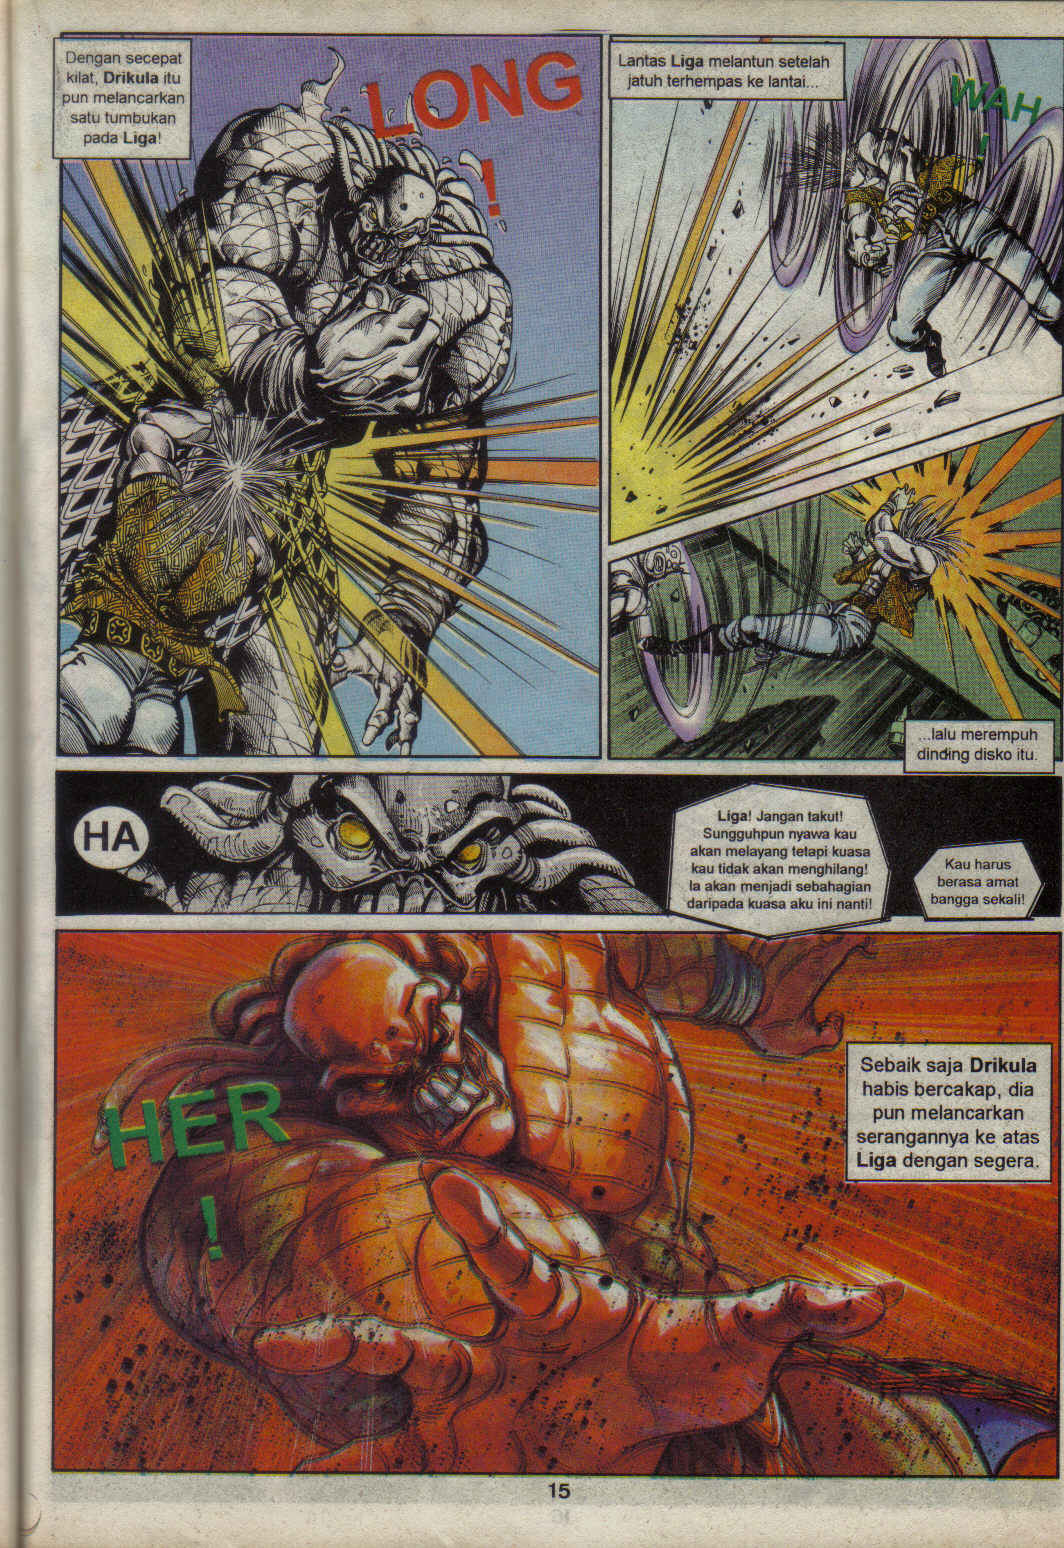 Dengan secepat
kilat, Drikula itu
pun melancarkan
satu tumbukan
pada Liga!
LONG
!
Lantas Liga melantun setelah
jatuh terhempas ke lantai...
WAH
!
...lalu merempuh
dinding disko itu.
HA
Liga! Jangan takut!
Sungguhpun nyawa kau
akan melayang tetapi kuasa
kau tidak akan menghilang!
Ia akan menjadi sebahagian
daripada kuasa aku ini nanti!
Kau harus
berasa amat
bangga sekali!
HER
!
Sebaik saja Drikula
habis bercakap, dia
pun melancarkan
serangannya ke atas
Liga dengan segera.
15